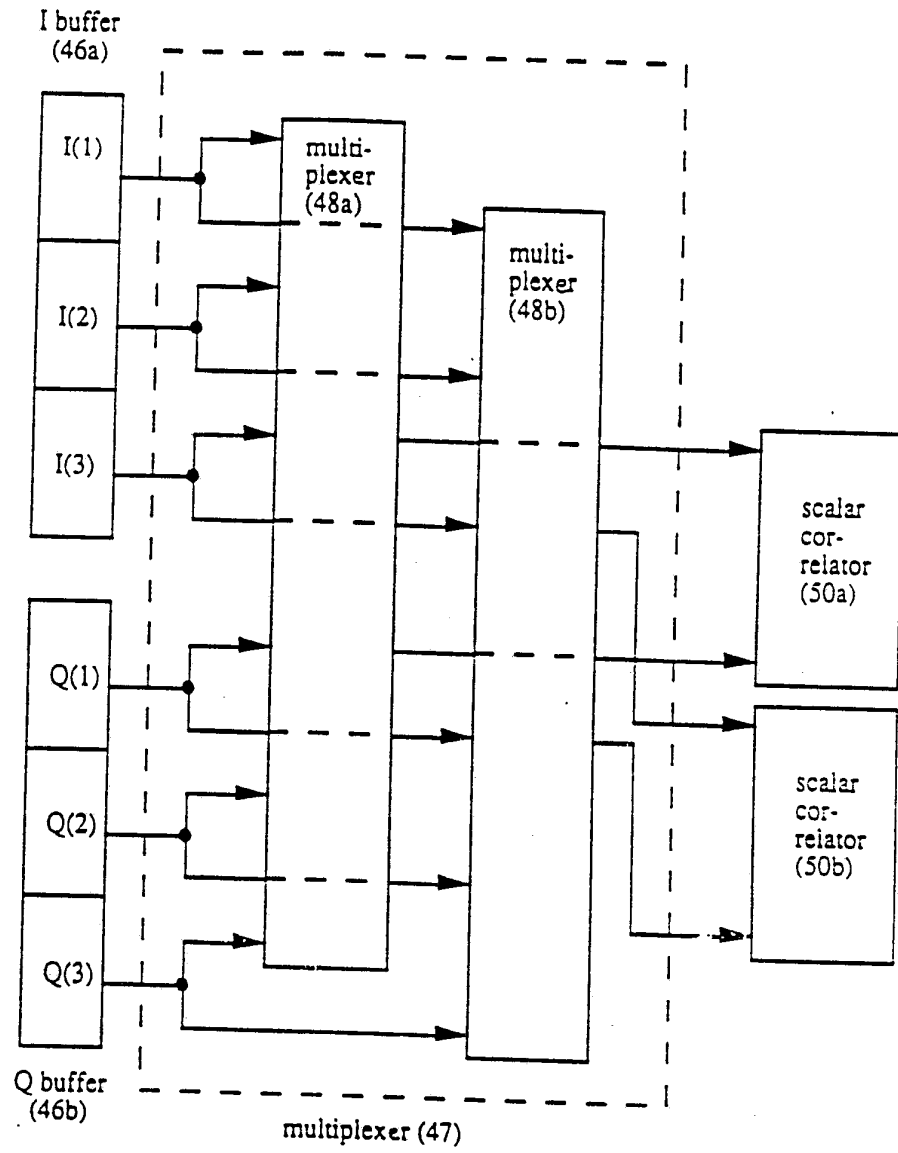 I buffer
(46a)
I(1)
I(2)
I(3)
Q(1)
Q(2)
Q(3)
Q buffer
(46b)
multi-
plexer
(48a)
multi-
plexer
(48b)
scalar
cor-
relator
(50a)
scalar
cor-
relator
(50b)
multiplexer (47)